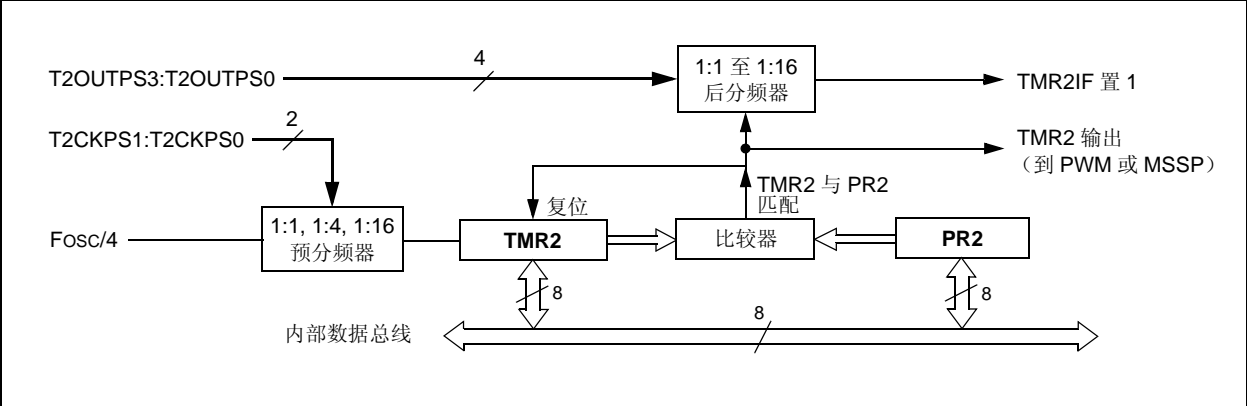 T2OUTPS3:T2OUTPS0
4
1:1 至 1:16
后分频器
TMR2IF 置 1
T2CKPS1:T2CKPS0
2
TMR2 输出
（到 PWM 或 MSSP）
TMR2 与 PR2
匹配
复位
FOSC/4
1:1, 1:4, 1:16
预分频器
TMR2
比较器
PR2
8
8
内部数据总线
8